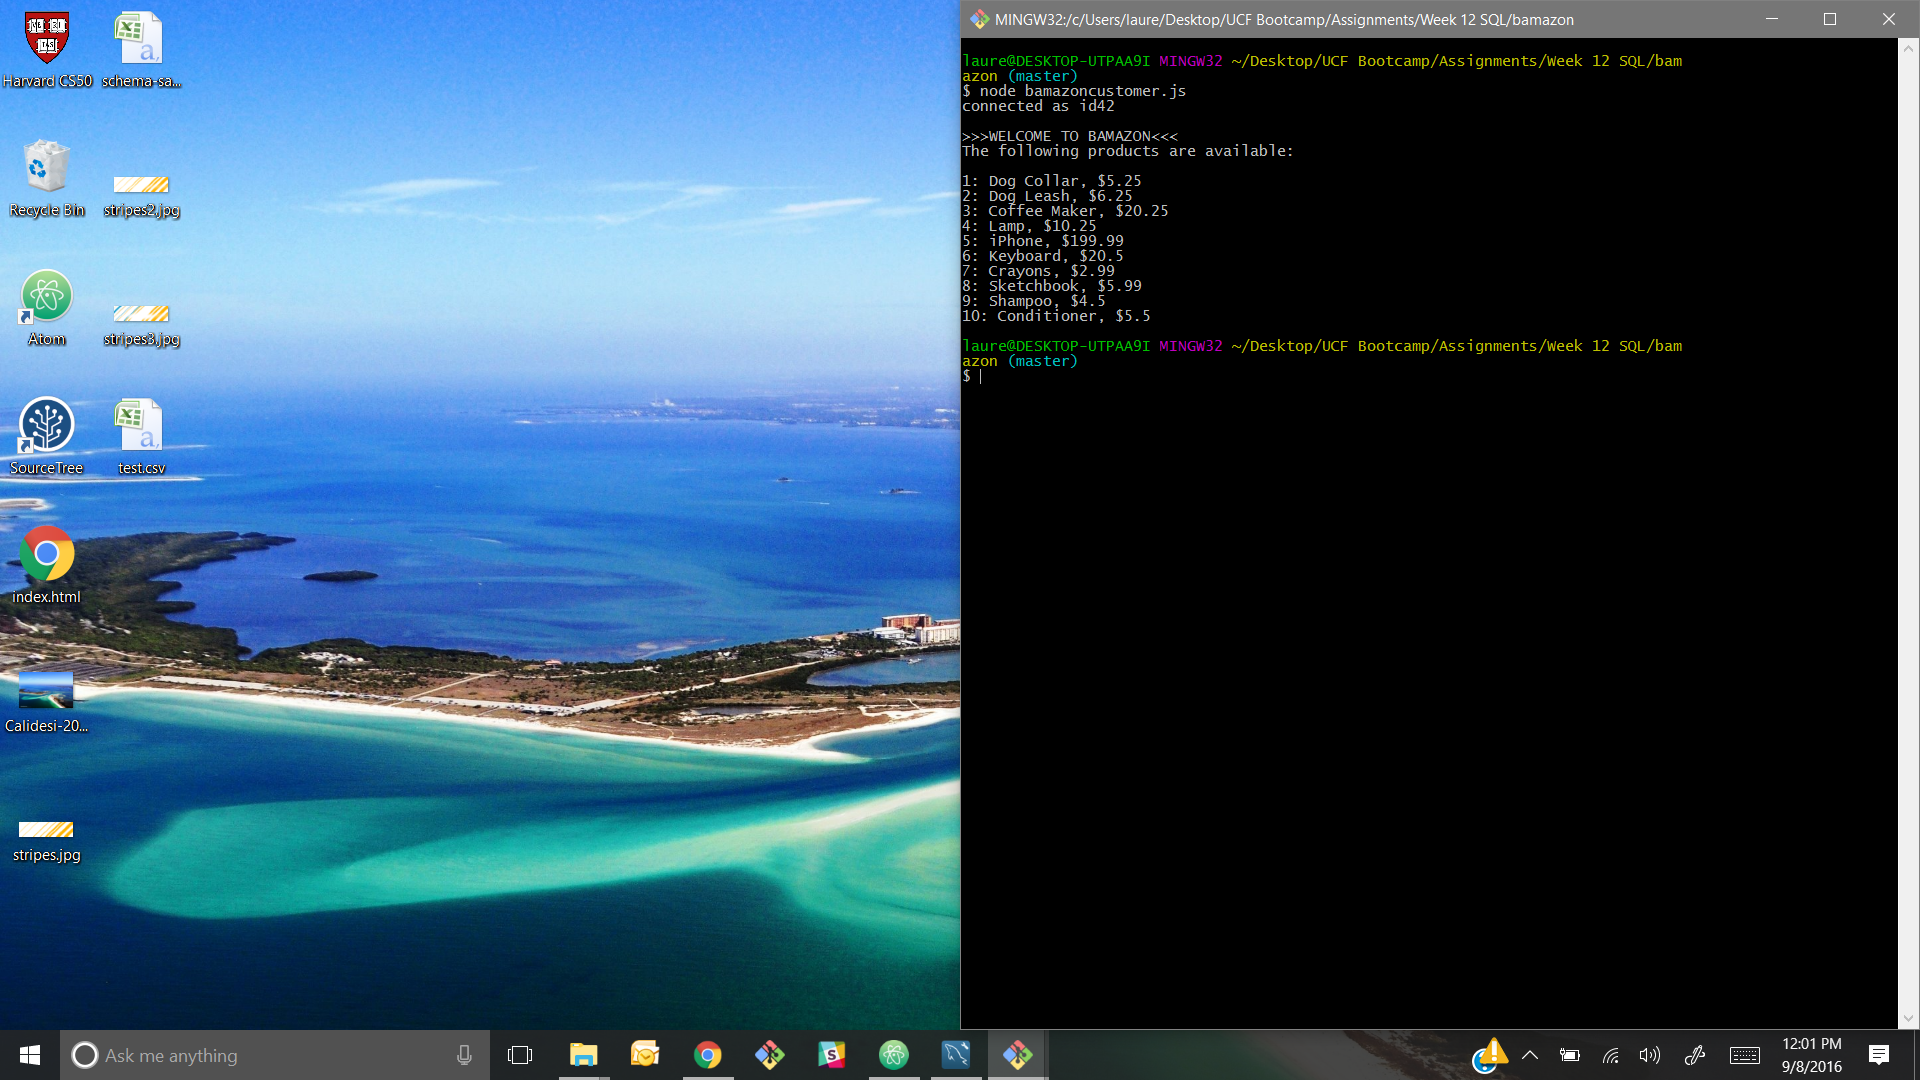 Harvard CS50
schema-sa...
Recycle Bin
stripes2.jpg
Atom
stripes3.jpg
SourceTree
test.csv
index.html
Calidesi-20...
stripes.jpg
MINGW32:/c/Users/laure/Desktop/UCF Bootcamp/Assignments/Week 12 SQL/bamazon
laure@DESKTOP-UTPAA9I MINGW32 ~/Desktop/UCF Bootcamp/Assignments/Week 12 SQL/bam
azon (master)
$ node bamazoncustomer.js
connected as id42
>>>WELCOME TO BAMAZON<<<
The following products are available:
1: Dog Collar, $5.25
2: Dog Leash, $6.25
3: Coffee Maker, $20.25
4: Lamp, $10.25
5: iPhone, $199.99
6: Keyboard, $20.5
7: Crayons, $2.99
8: Sketchbook, $5.99
9: Shampoo, $4.5
10: Conditioner, $5.5
laure@DESKTOP-UTPAA9I MINGW32 ~/Desktop/UCF Bootcamp/Assignments/Week 12 SQL/bam
azon (master)
$
Ask me anything
12:01 PM
9/8/2016